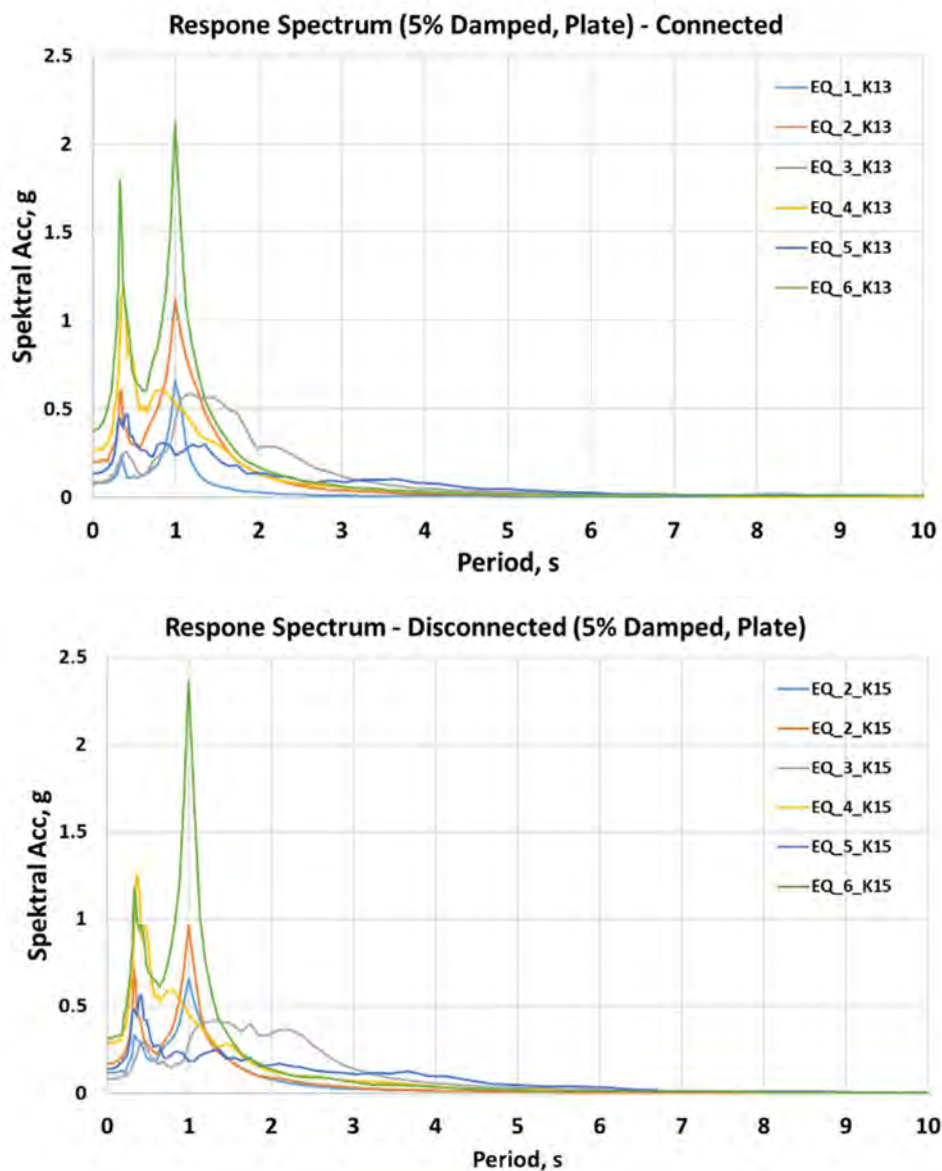 Respone Spectrum (5% Damped, Plate) - Connected
2.5
2
1.5
1
0.5
0
Spektral Acc, g
EQ_1_K13
EQ_2_K13
EQ_3_K13
EQ_4_K13
EQ_5_K13
EQ_6_K13
0 1 2 3 4 5 6 7 8 9 10
Period, s
Respone Spectrum - Disconnected (5% Damped, Plate)
2.5
2
1.5
1
0.5
0
Spektral Acc, g
EQ_2_K15
EQ_2_K15
EQ_3_K15
EQ_4_K15
EQ_5_K15
EQ_6_K15
0 1 2 3 4 5 6 7 8 9 10
Period, s